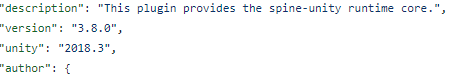 "description": "This plugin provides the spine-unity runtime core.",
"version": "3.8.0",
"unity": "2018.3",
"author": {